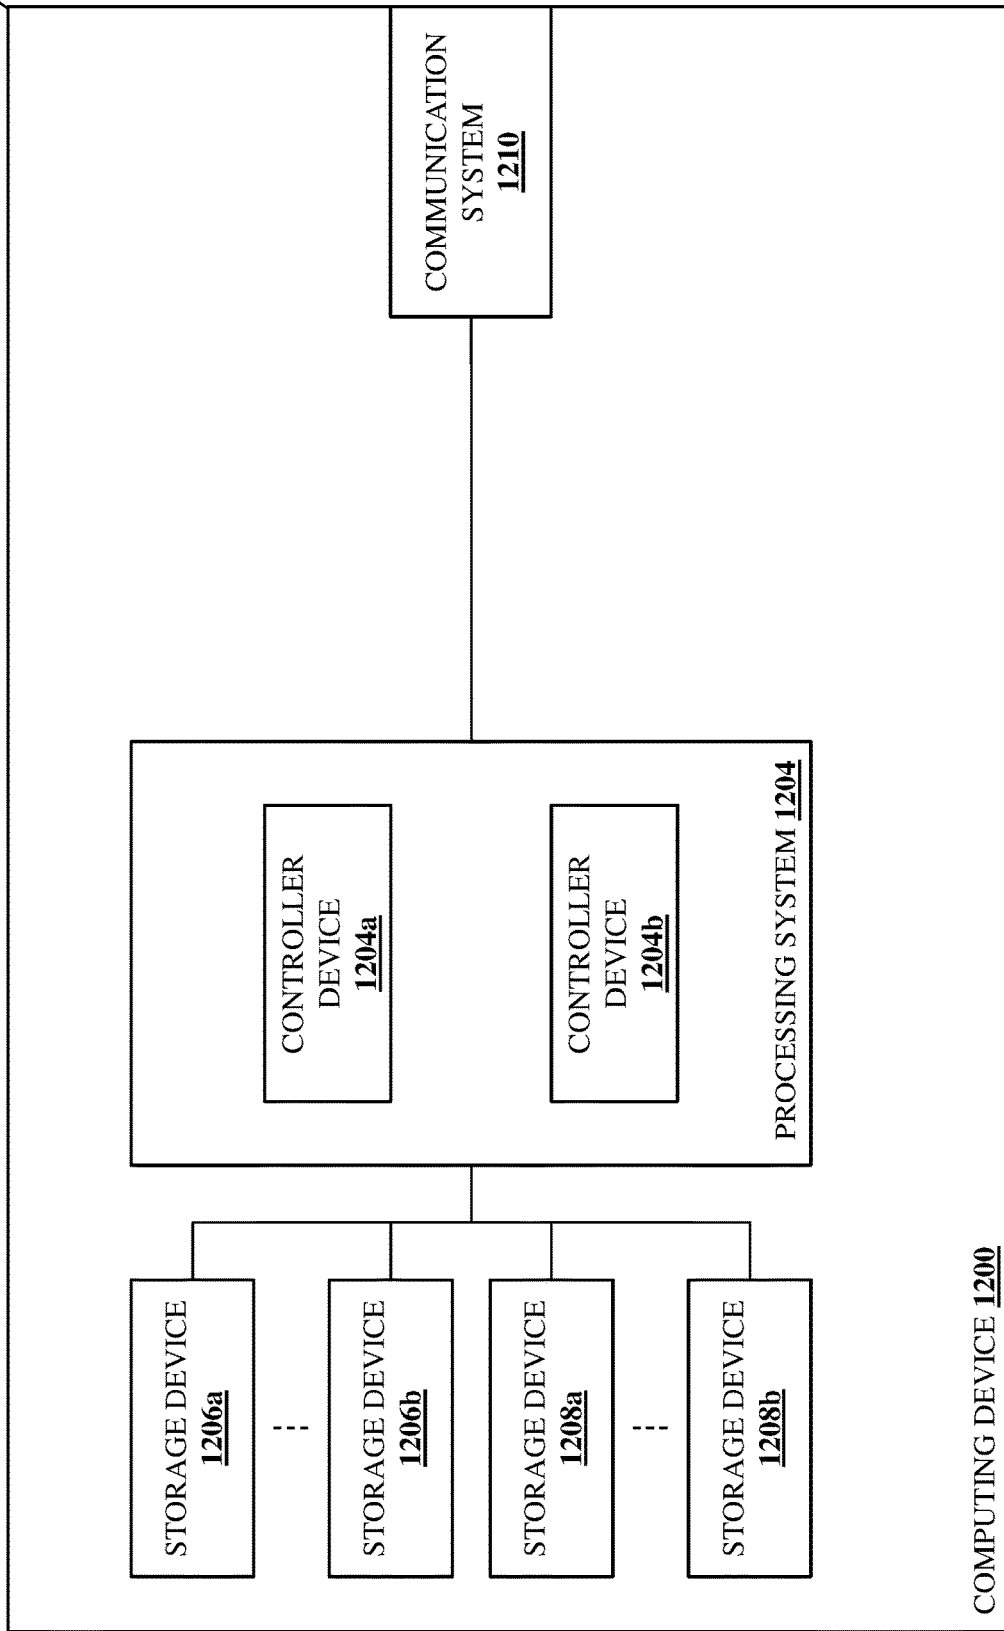 STORAGE DEVICE
1206a
STORAGE DEVICE
1206b
STORAGE DEVICE
1208a
STORAGE DEVICE
1208b
CONTROLLER
DEVICE
1204a
CONTROLLER
DEVICE
1204b
PROCESSING SYSTEM 1204
COMMUNICATION
SYSTEM
1210
COMPUTING DEVICE 1200